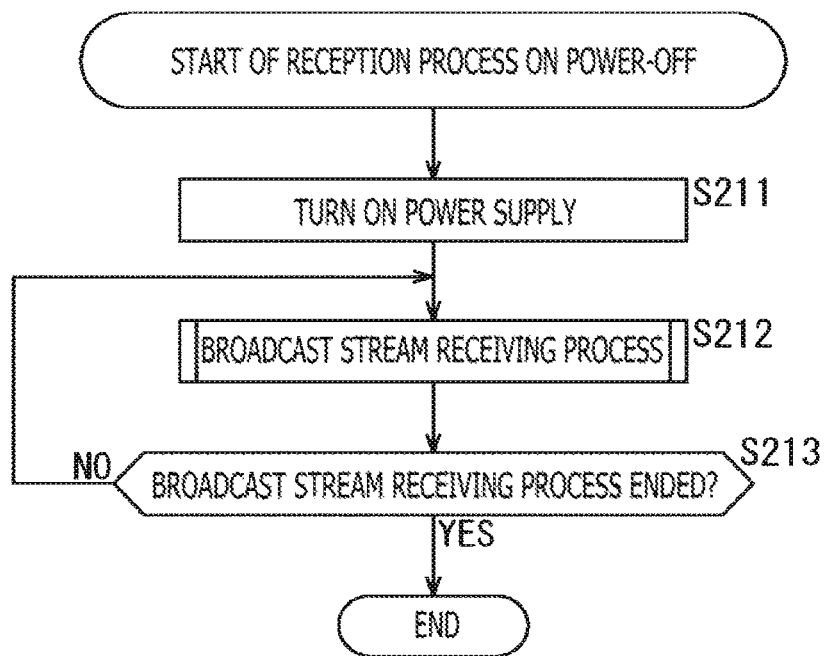 START OF RECEPTION PROCESS ON POWER-OFF
TURN ON POWER SUPPLY
S211
BROADCAST STREAM RECEIVING PROCESS
S212
BROADCAST STREAM RECEIVING PROCESS ENDED?
S213
NO
YES
END